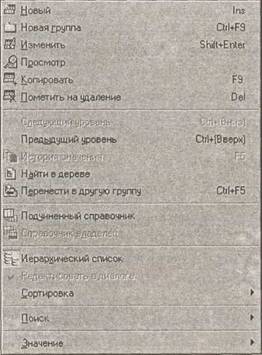 Новый Ins
Новая группа Ctrl+F9
Изменить Shift+Enter
Просмотр
Копировать F9
Пометить на удаление Del
Следующий уровень Ctrl+(Вниз)
Предыдущий уровень Ctrl+(Вверх)
История значения F5
Найти в дереве
Перенести в другую группу Ctrl+F5
Подчиненный справочник
Справочник владелец
Иерархический список
Редактировать в диалоге
Сортировка
Поиск
Значение